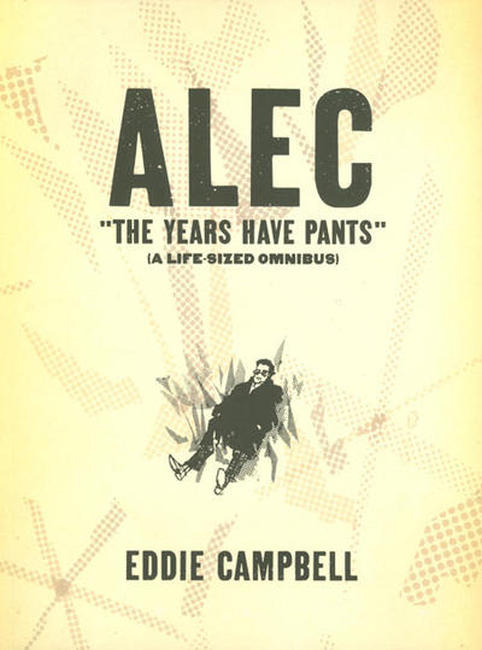 ALEC
"THE YEARS HAVE PANTS"
(A LIFE-SIZED OMNIBUS)
EDDIE CAMPBELL